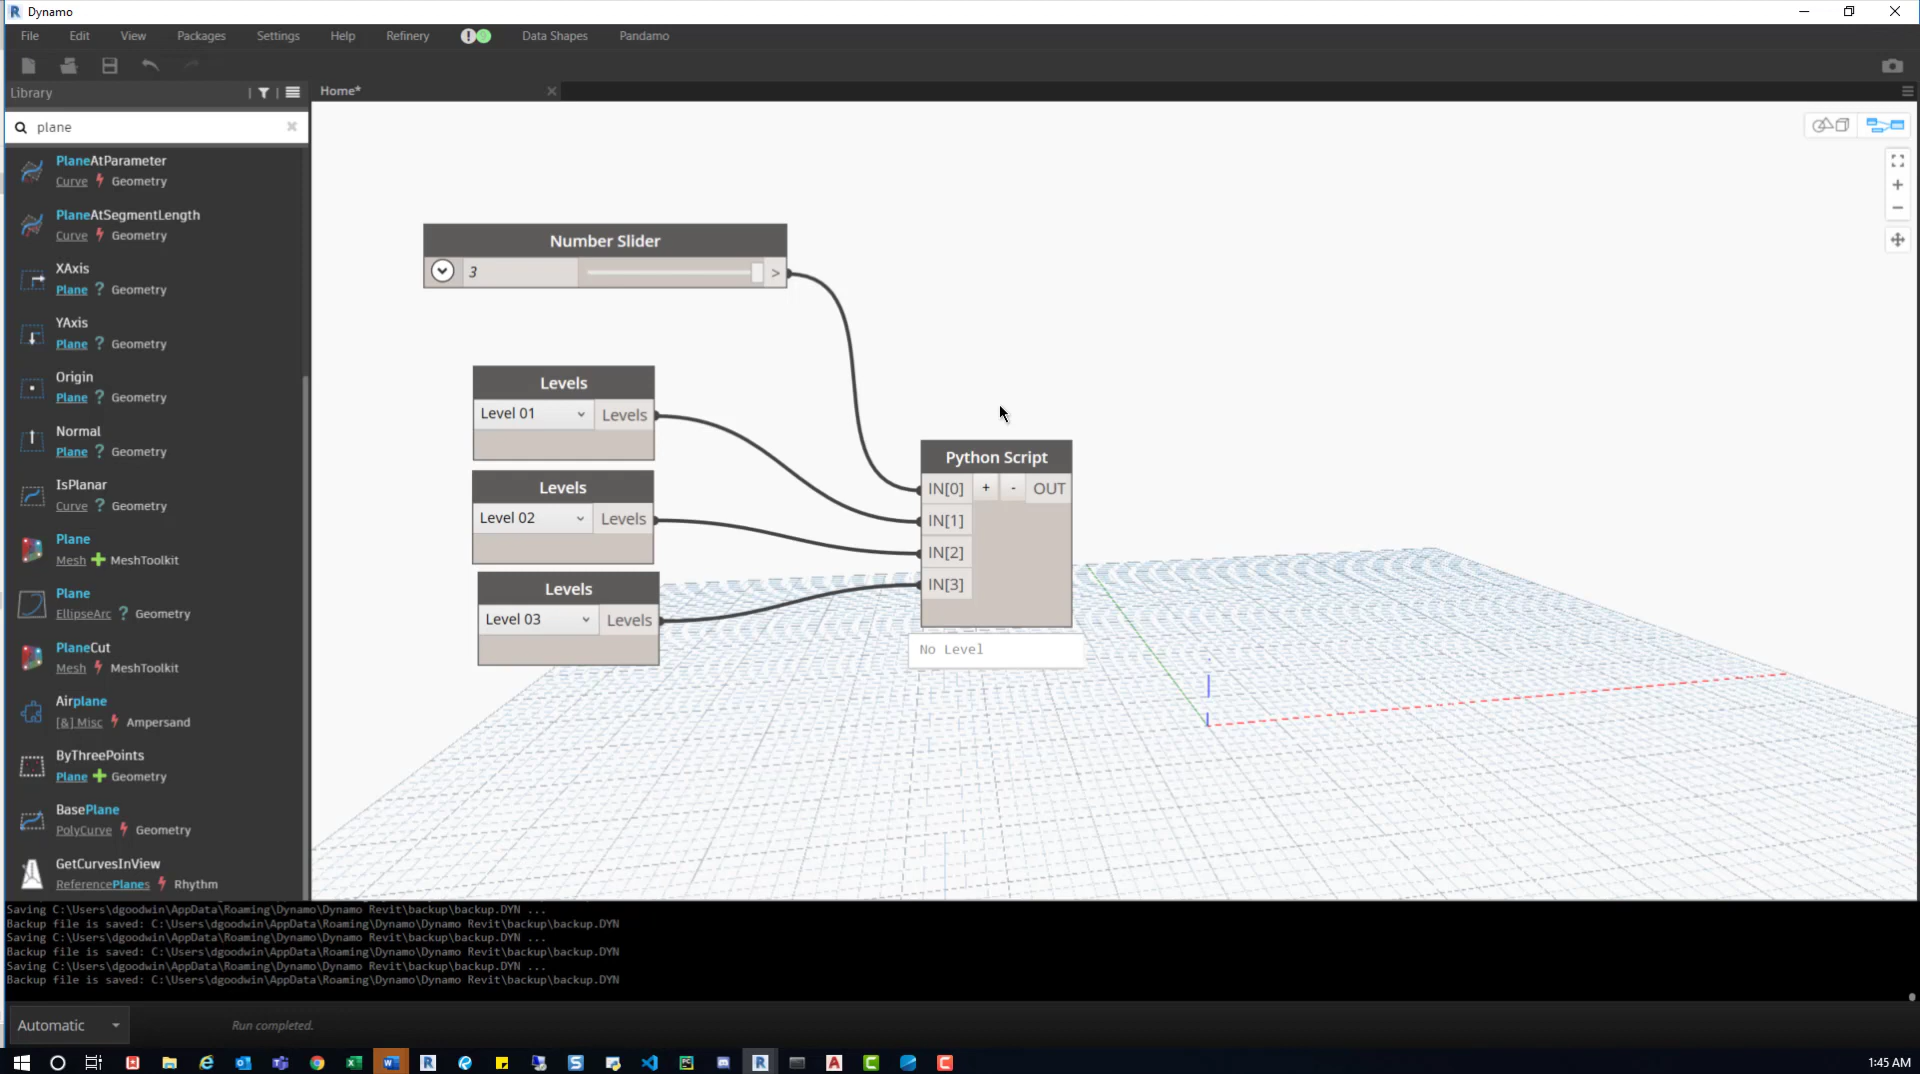 Dynamo
File Edit View Packages Settings Help Refinery Data Shapes Pandamo
Library
Home*
plane
PlaneAtParameter
Curve Geometry
PlaneAtSegmentLength
Curve Geometry
XAxis
Plane ? Geometry
YAxis
Plane ? Geometry
Origin
Plane ? Geometry
Normal
Plane ? Geometry
IsPlanar
Curve ? Geometry
Plane
Mesh MeshToolkit
Plane
EllipseArc ? Geometry
PlaneCut
Mesh MeshToolkit
Airplane
[&] Misc Ampersand
ByThreePoints
Plane Geometry
BasePlane
PolyCurve Geometry
GetCurvesInView
ReferencePlanes Rhythm
Number Slider
3 >
Levels
Level 01 Levels
Levels
Level 02 Levels
Levels
Level 03 Levels
Python Script
IN[0] + - OUT
IN[1]
IN[2]
IN[3]
No Level
Saving C:\Users\dgoodwin\AppData\Roaming\Dynamo\Dynamo Revit\backup\backup.DYN ...
Backup file is saved: C:\Users\dgoodwin\AppData\Roaming\Dynamo\Dynamo Revit\backup\backup.DYN
Saving C:\Users\dgoodwin\AppData\Roaming\Dynamo\Dynamo Revit\backup\backup.DYN ...
Backup file is saved: C:\Users\dgoodwin\AppData\Roaming\Dynamo\Dynamo Revit\backup\backup.DYN
Saving C:\Users\dgoodwin\AppData\Roaming\Dynamo\Dynamo Revit\backup\backup.DYN ...
Backup file is saved: C:\Users\dgoodwin\AppData\Roaming\Dynamo\Dynamo Revit\backup\backup.DYN
Automatic Run completed.
1:45 AM